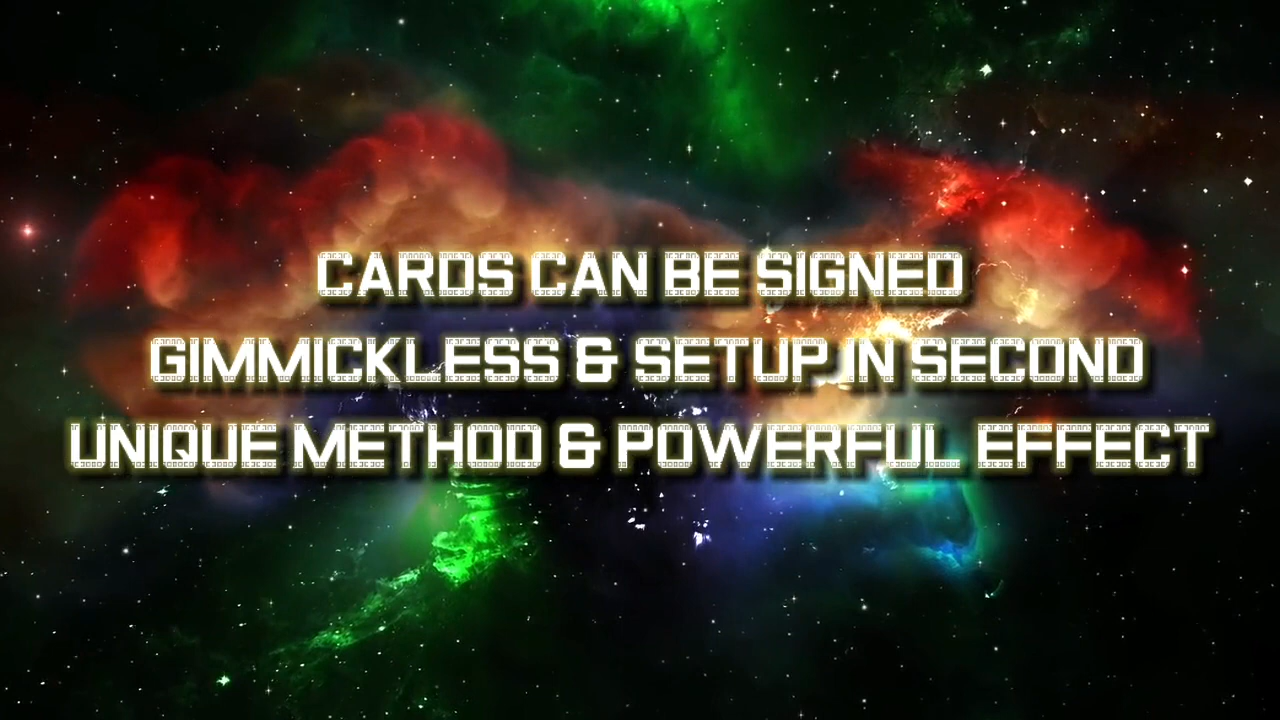 CARDS CAN BE SIGNED
GIMMICKLESS & SETUP IN SECOND
UNIQUE METHOD & POWERFUL EFFECT